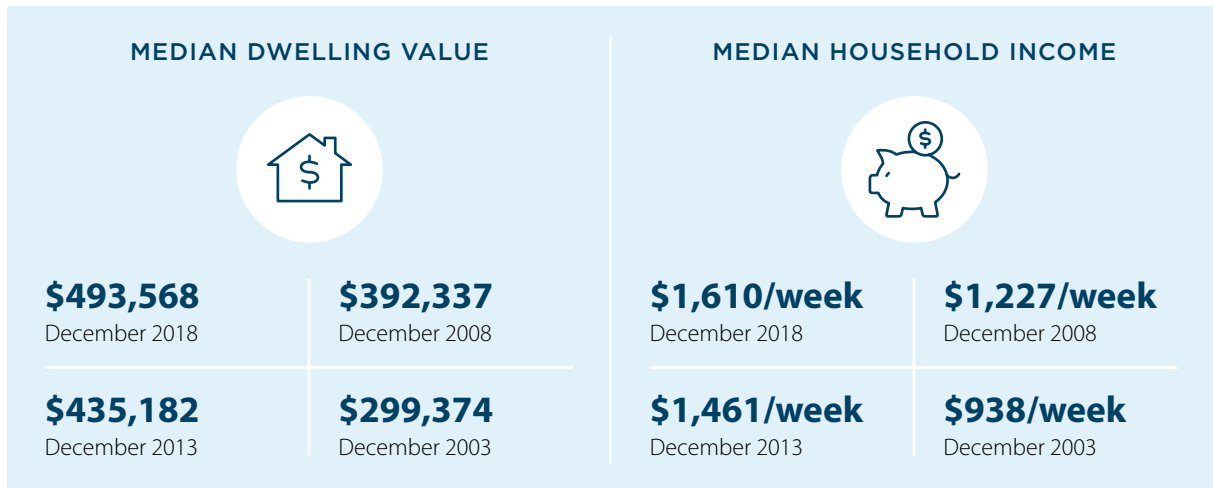 MEDIAN DWELLING VALUE
$
$493,568
December 2018
$392,337
December 2008
$435,182
December 2013
$299,374
December 2003
MEDIAN HOUSEHOLD INCOME
$
$1,610/week
December 2018
$1,227/week
December 2008
$1,461/week
December 2013
$938/week
December 2003